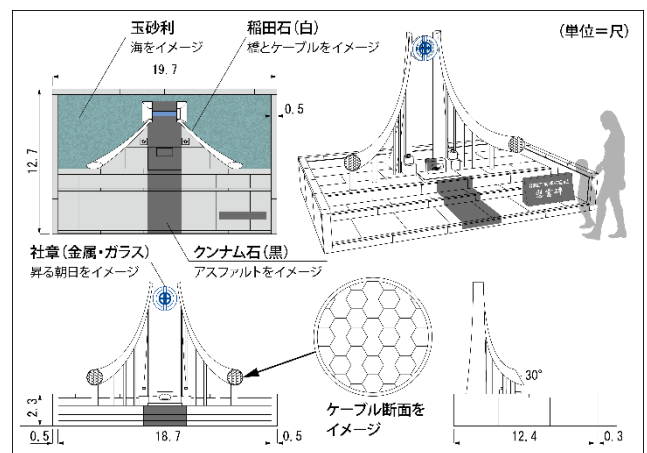 玉砂利
海をイメージ
稲田石(白)
橋とケーブルをイメージ
(単位=尺)
19.7
0.5
12.7
慰霊碑
社章(金属・ガラス)
昇る朝日をイメージ
クンナム石(黒)
アスファルトをイメージ
2.3
0.5
18.7
0.5
ケーブル断面を
イメージ
30°
12.4
0.3